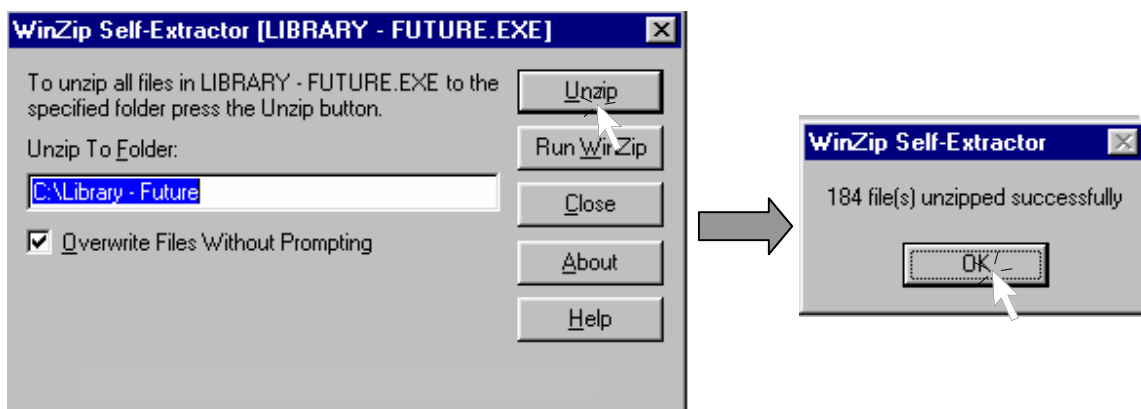 WinZip Self-Extractor [LIBRARY - FUTURE.EXE]
To unzip all files in LIBRARY - FUTURE.EXE to the
specified folder press the Unzip button.
Unzip To Folder:
C:\Library - Future
Overwrite Files Without Prompting
Unzip
Run WinZip
Close
About
Help
WinZip Self-Extractor
184 file(s) unzipped successfully
OK